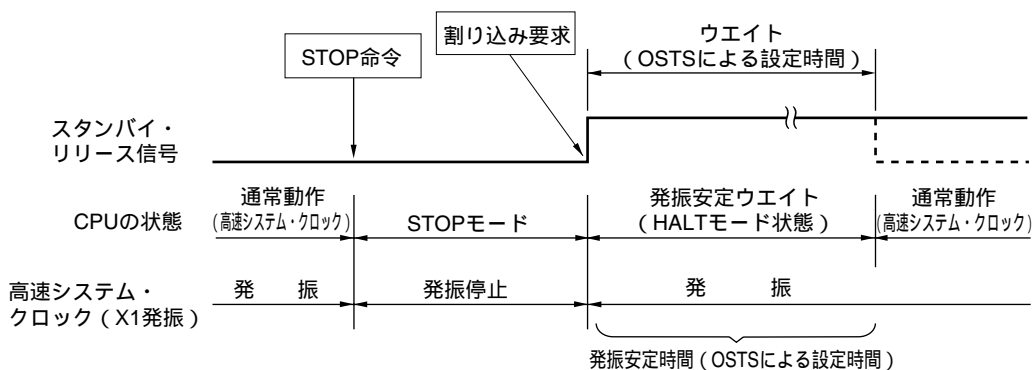 ウエイト
(OSTSによる設定時間)
割り込み要求
STOP命令
スタンバイ・
リリース信号
CPUの状態
通常動作
(高速システム・クロック)
STOPモード
発振安定ウエイト
(HALTモード状態)
通常動作
(高速システム・クロック)
高速システム・
クロック(X1発振)
発 振
発振停止
発 振
発振安定時間(OSTSによる設定時間)